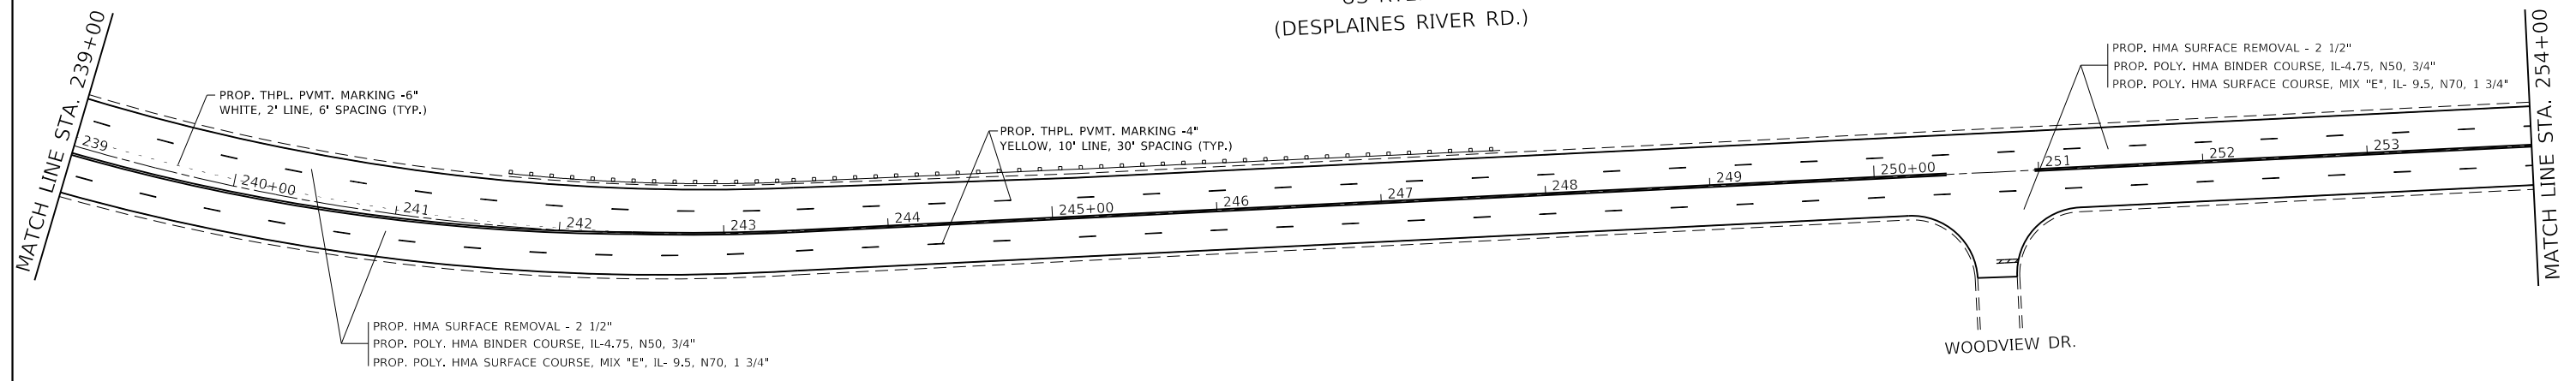 (DESPLAINES RIVER RD.)
MATCH LINE STA. 239+00
MATCH LINE STA. 254+00
PROP. HMA SURFACE REMOVAL - 2 1/2"
PROP. POLY. HMA BINDER COURSE, IL-4.75, N50, 3/4"
PROP. POLY. HMA SURFACE COURSE, MIX "E", IL- 9.5, N70, 1 3/4"
PROP. THPL. PVMT. MARKING -6"
WHITE, 2' LINE, 6' SPACING (TYP.)
PROP. THPL. PVMT. MARKING -4"
YELLOW, 10' LINE, 30' SPACING (TYP.)
239
240+00
241
242
243
244
245+00
246
247
248
249
250+00
251
252
253
PROP. HMA SURFACE REMOVAL - 2 1/2"
PROP. POLY. HMA BINDER COURSE, IL-4.75, N50, 3/4"
PROP. POLY. HMA SURFACE COURSE, MIX "E", IL- 9.5, N70, 1 3/4"
WOODVIEW DR.